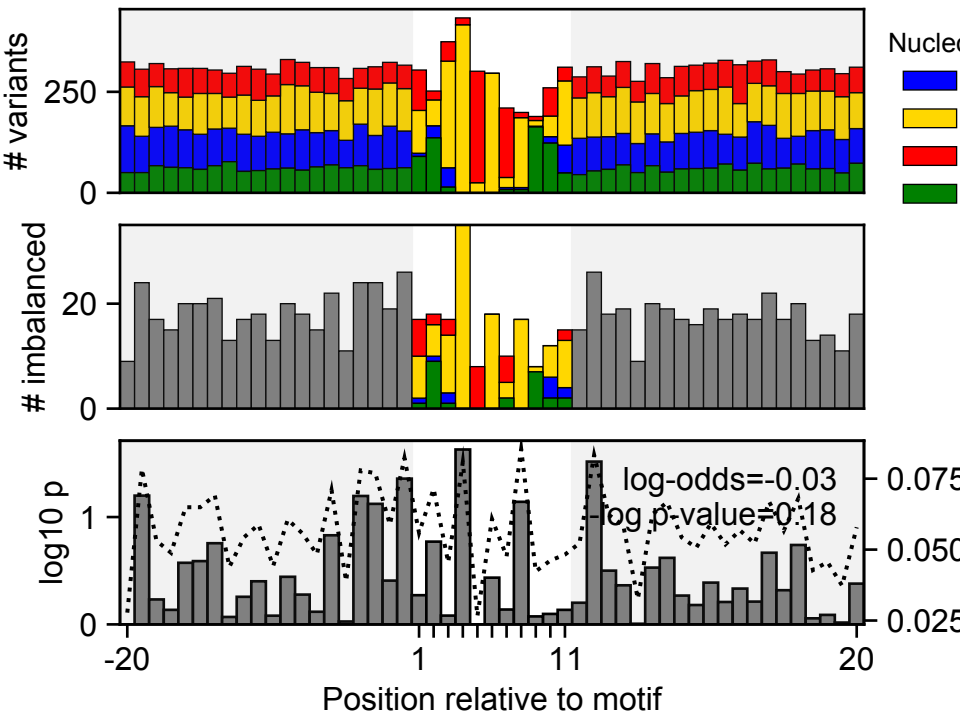 # variants
250
0
Nucleo
# imbalanced
20
0
log10 p
1
0
log-odds=-0.03
-log p-value=0.18
0.075
0.050
0.025
-20
1
11
20
Position relative to motif